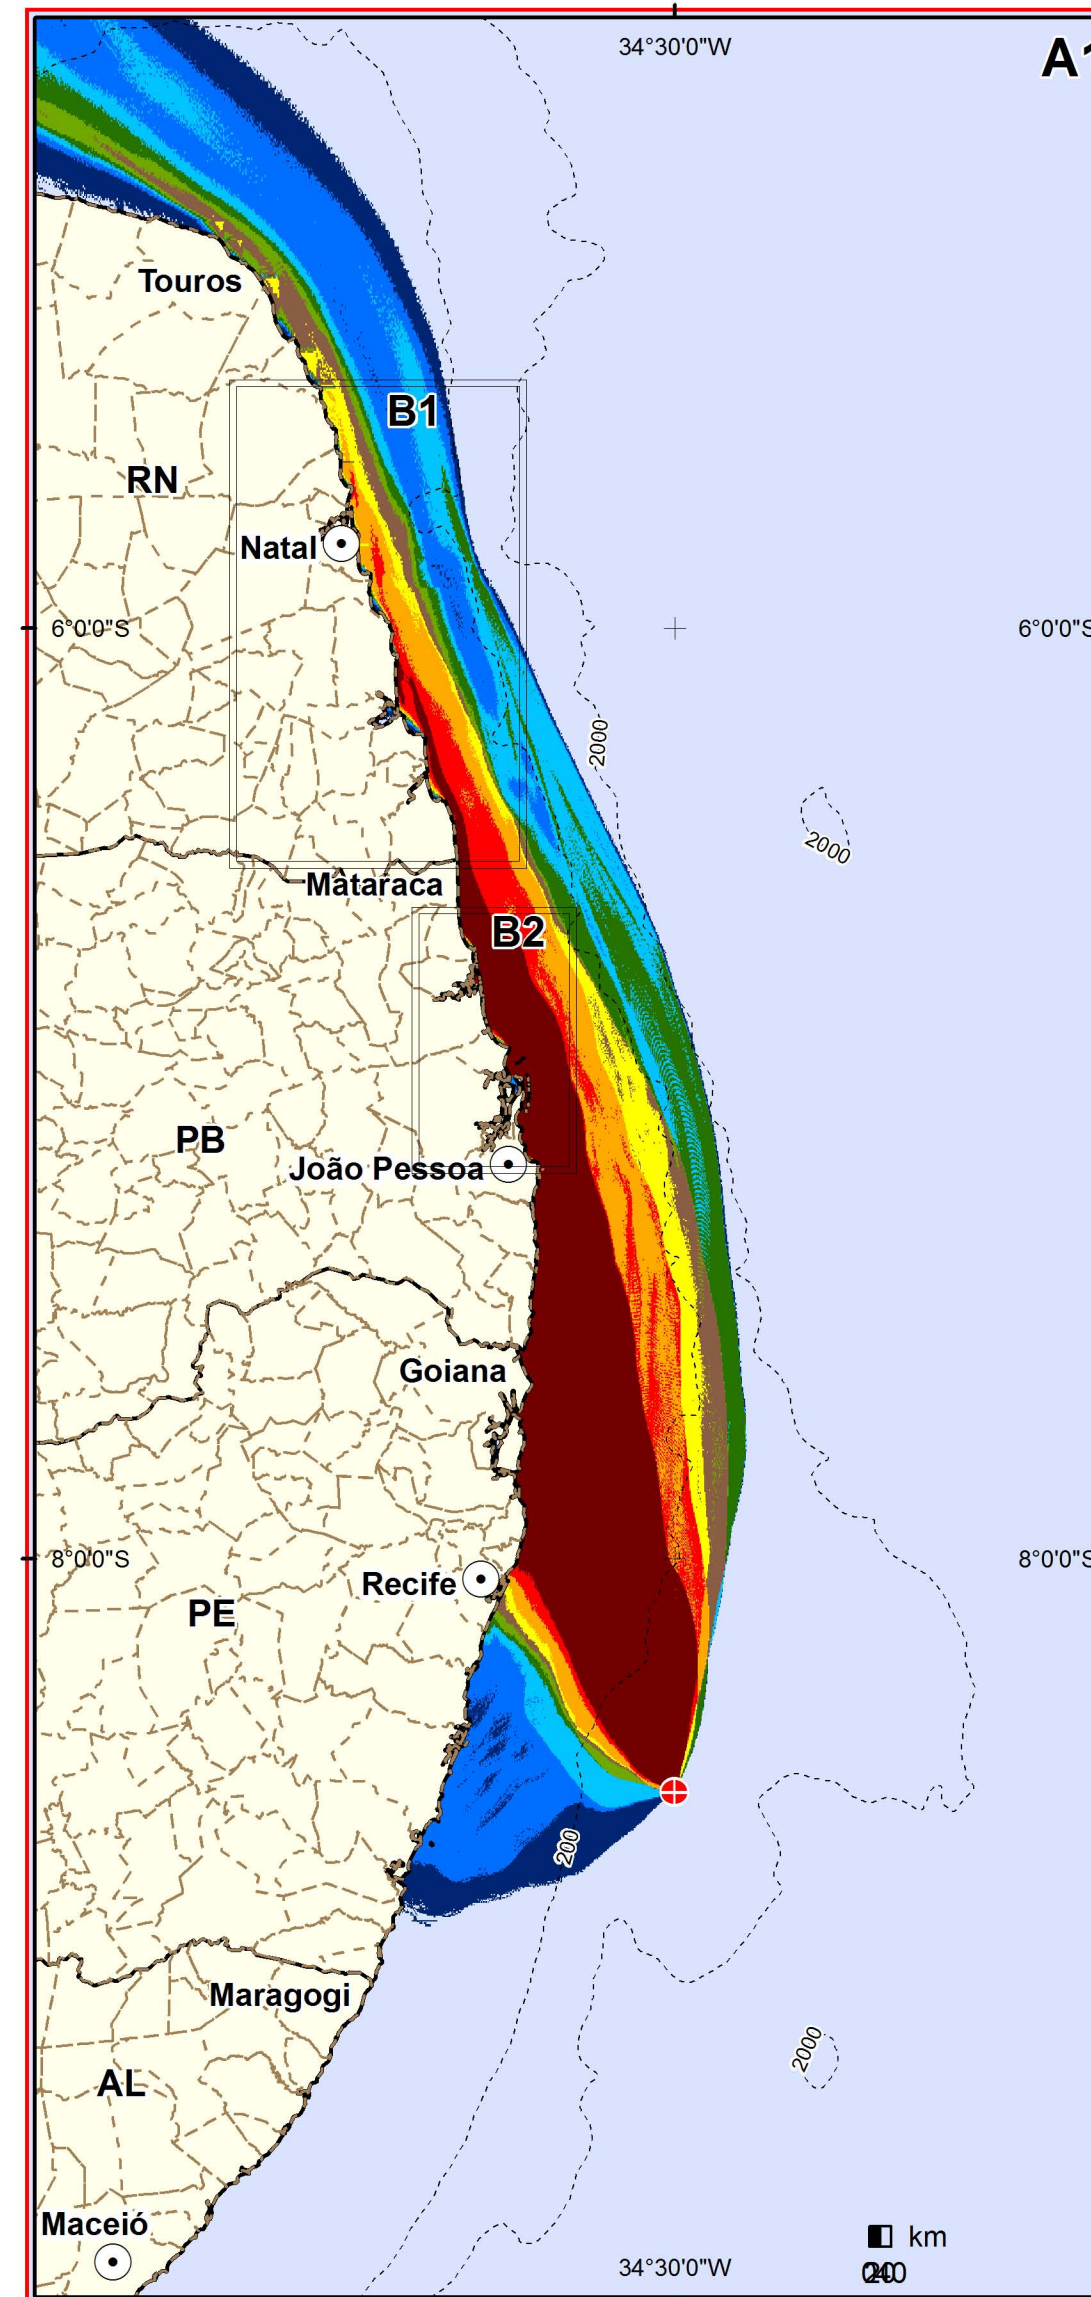 34°30'0"W
A1
Touros
B1
RN
Natal
6°0'0"S
6°0'0"S
2000
2000
Mataraca
B2
PB
João Pessoa
Goiana
8°0'0"S
8°0'0"S
Recife
PE
200
Maragogi
2000
AL
Maceió
km
34°30'0"W